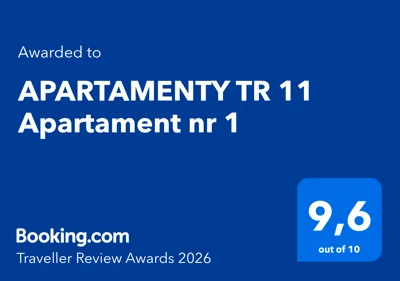 Awarded to
APARTAMENTY TR 11
Apartament nr 1
9,6
out of 10
Booking.com
Traveller Review Awards 2026